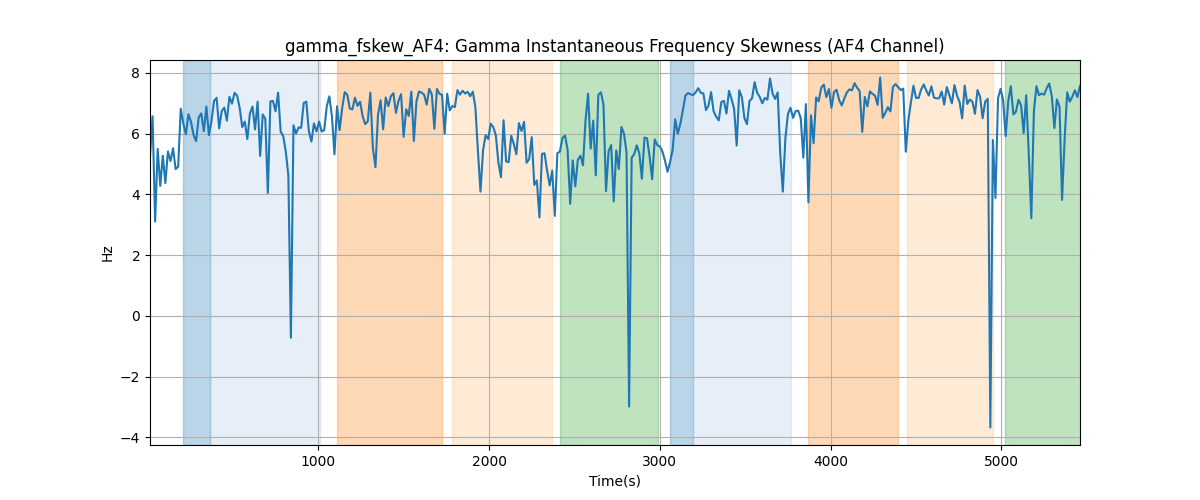 gamma_fskew_AF4: Gamma Instantaneous Frequency Skewness (AF4 Channel)
8
6
4
2
0
−2
−4
Hz
1000 2000 3000 4000 5000
Time(s)